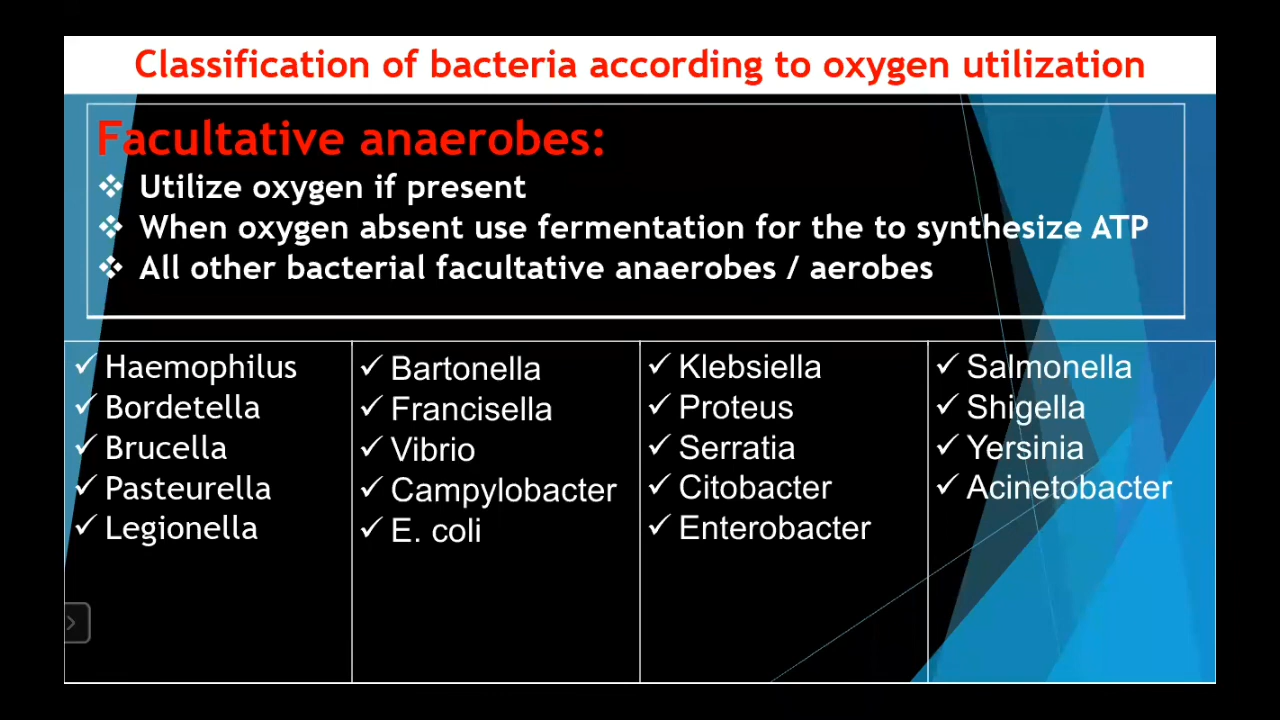 Classification of bacteria according to oxygen utilization
Facultative anaerobes:
❖ Utilize oxygen if present
❖ When oxygen absent use fermentation for the to synthesize ATP
❖ All other bacterial facultative anaerobes / aerobes
✓ Haemophilus
✓ Bordetella
✓ Brucella
✓ Pasteurella
✓ Legionella
✓ Bartonella
✓ Francisella
✓ Vibrio
✓ Campylobacter
✓ E. coli
✓ Klebsiella
✓ Proteus
✓ Serratia
✓ Citobacter
✓ Enterobacter
✓ Salmonella
✓ Shigella
✓ Yersinia
✓ Acinetobacter